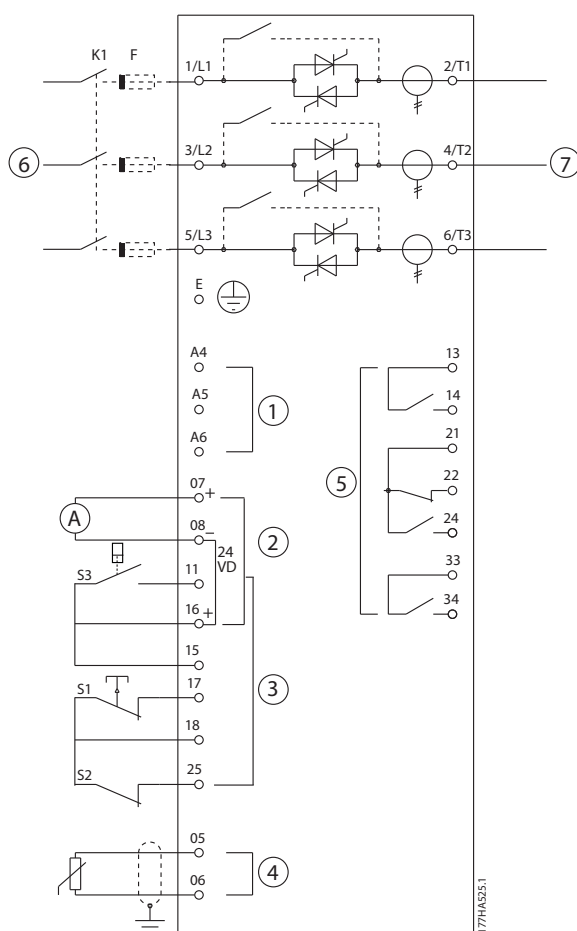 K1 F 1/L1 2/T1
6 3/L2 4/T2 7
5/L3 6/T3
E
A4 13
A5 1 14
A6 21
07 + 5 22
A 08 – 2 24
24
VD
S3 11 33
16 + 34
15
S1 17 3
18
S2 25
05
4
06
177HA525.1